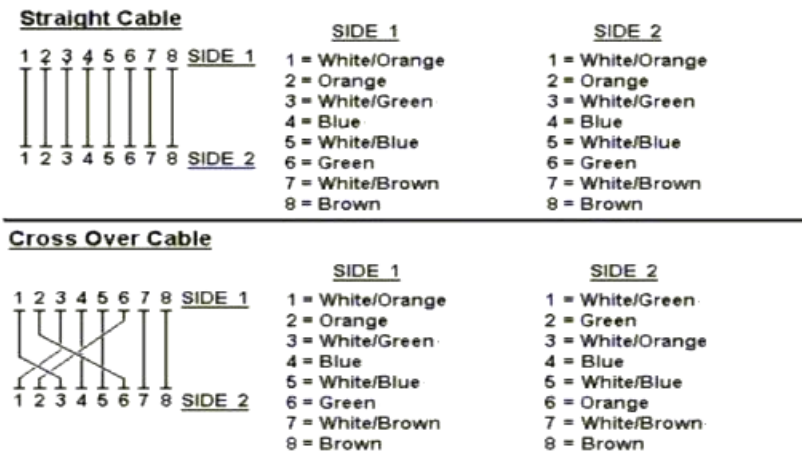 Straight Cable
1 2 3 4 5 6 7 8 SIDE 1
1 2 3 4 5 6 7 8 SIDE 2
SIDE 1
1 = White/Orange
2 = Orange
3 = White/Green
4 = Blue
5 = White/Blue
6 = Green
7 = White/Brown
8 = Brown
SIDE 2
1 = White/Orange
2 = Orange
3 = White/Green
4 = Blue
5 = White/Blue
6 = Green
7 = White/Brown
8 = Brown
Cross Over Cable
1 2 3 4 5 6 7 8 SIDE 1
1 2 3 4 5 6 7 8 SIDE 2
SIDE 1
1 = White/Orange
2 = Orange
3 = White/Green
4 = Blue
5 = White/Blue
6 = Green
7 = White/Brown
8 = Brown
SIDE 2
1 = White/Green
2 = Green
3 = White/Orange
4 = Blue
5 = White/Blue
6 = Orange
7 = White/Brown
8 = Brown